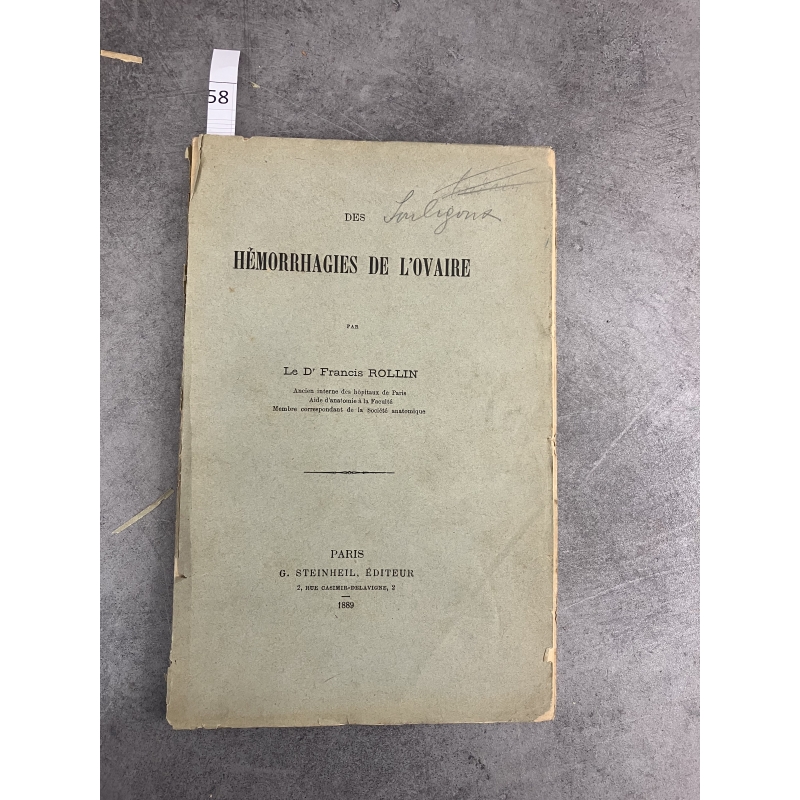 58
Souligoux
DES
HÉMORRHAGIES DE L'OVAIRE
PAR
Le Dr Francis ROLLIN
Ancien interne des hôpitaux de Paris
Aide d'anatomie à la Faculté
Membre correspondant de la Société anatomique
PARIS
G. STEINHEIL, ÉDITEUR
2, RUE CASIMIR-DELAVIGNE, 2
1889